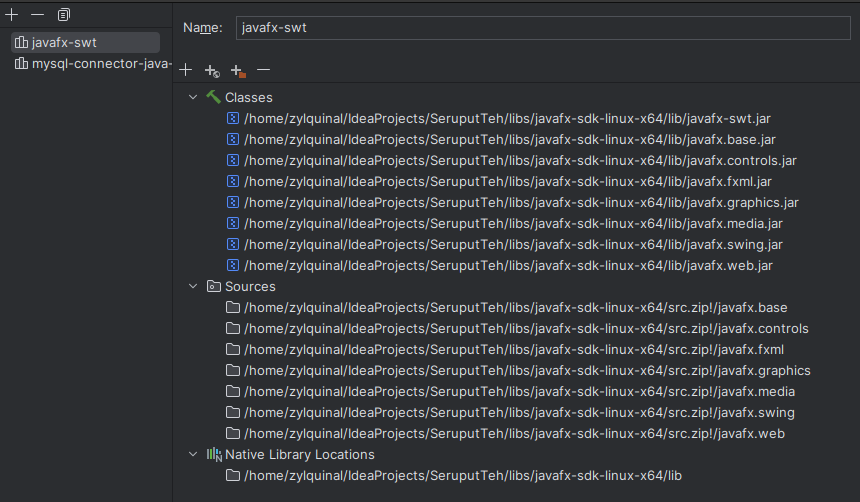 Name: javafx-swt
javafx-swt
mysql-connector-java-
Classes
/home/zylquinal/IdeaProjects/SeruputTeh/libs/javafx-sdk-linux-x64/lib/javafx-swt.jar
/home/zylquinal/IdeaProjects/SeruputTeh/libs/javafx-sdk-linux-x64/lib/javafx.base.jar
/home/zylquinal/IdeaProjects/SeruputTeh/libs/javafx-sdk-linux-x64/lib/javafx.controls.jar
/home/zylquinal/IdeaProjects/SeruputTeh/libs/javafx-sdk-linux-x64/lib/javafx.fxml.jar
/home/zylquinal/IdeaProjects/SeruputTeh/libs/javafx-sdk-linux-x64/lib/javafx.graphics.jar
/home/zylquinal/IdeaProjects/SeruputTeh/libs/javafx-sdk-linux-x64/lib/javafx.media.jar
/home/zylquinal/IdeaProjects/SeruputTeh/libs/javafx-sdk-linux-x64/lib/javafx.swing.jar
/home/zylquinal/IdeaProjects/SeruputTeh/libs/javafx-sdk-linux-x64/lib/javafx.web.jar
Sources
/home/zylquinal/IdeaProjects/SeruputTeh/libs/javafx-sdk-linux-x64/src.zip!/javafx.base
/home/zylquinal/IdeaProjects/SeruputTeh/libs/javafx-sdk-linux-x64/src.zip!/javafx.controls
/home/zylquinal/IdeaProjects/SeruputTeh/libs/javafx-sdk-linux-x64/src.zip!/javafx.fxml
/home/zylquinal/IdeaProjects/SeruputTeh/libs/javafx-sdk-linux-x64/src.zip!/javafx.graphics
/home/zylquinal/IdeaProjects/SeruputTeh/libs/javafx-sdk-linux-x64/src.zip!/javafx.media
/home/zylquinal/IdeaProjects/SeruputTeh/libs/javafx-sdk-linux-x64/src.zip!/javafx.swing
/home/zylquinal/IdeaProjects/SeruputTeh/libs/javafx-sdk-linux-x64/src.zip!/javafx.web
Native Library Locations
/home/zylquinal/IdeaProjects/SeruputTeh/libs/javafx-sdk-linux-x64/lib